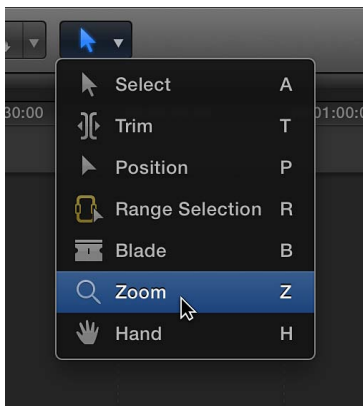 30:00
01:00:0
Select A
Trim T
Position P
Range Selection R
Blade B
Zoom Z
Hand H